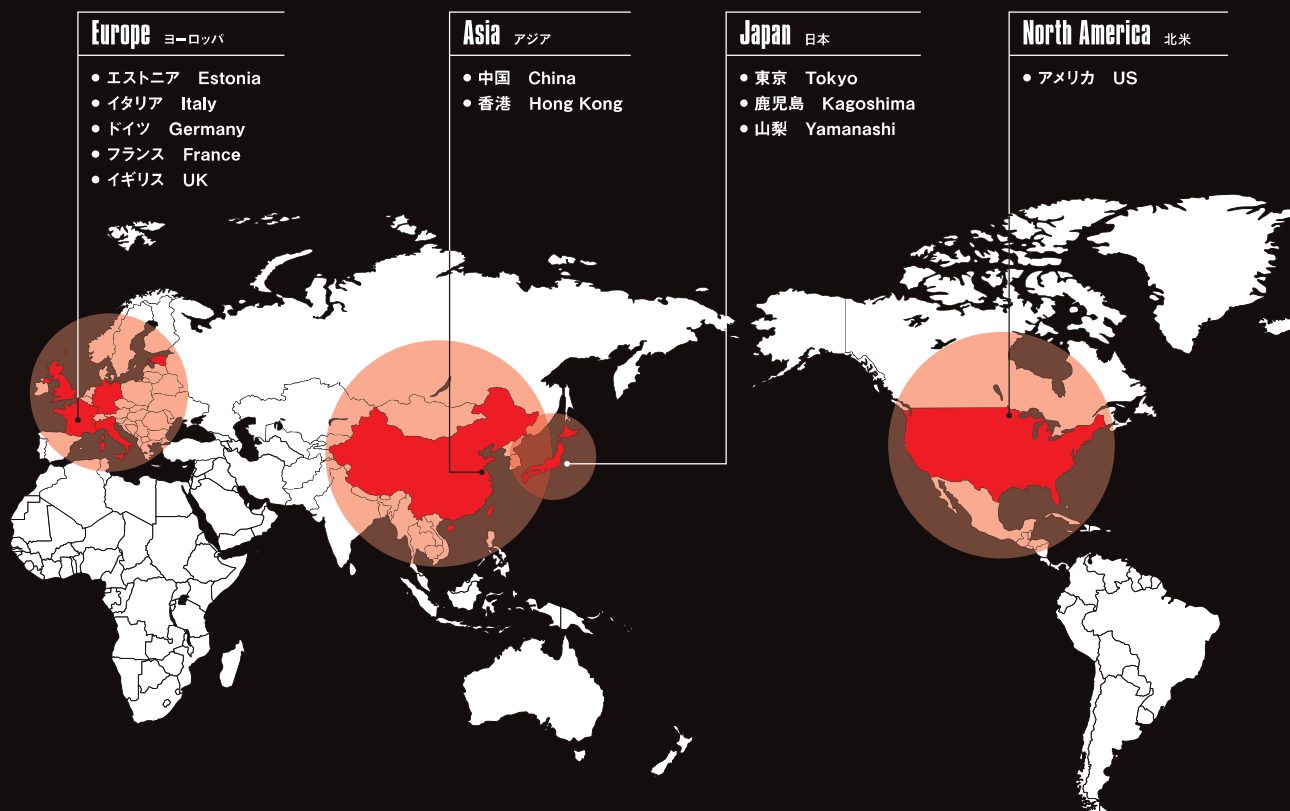 Europe ヨーロッパ
● エストニア Estonia
● イタリア Italy
● ドイツ Germany
● フランス France
● イギリス UK
Asia アジア
● 中国 China
● 香港 Hong Kong
Japan 日本
● 東京 Tokyo
● 鹿児島 Kagoshima
● 山梨 Yamanashi
North America 北米
● アメリカ US